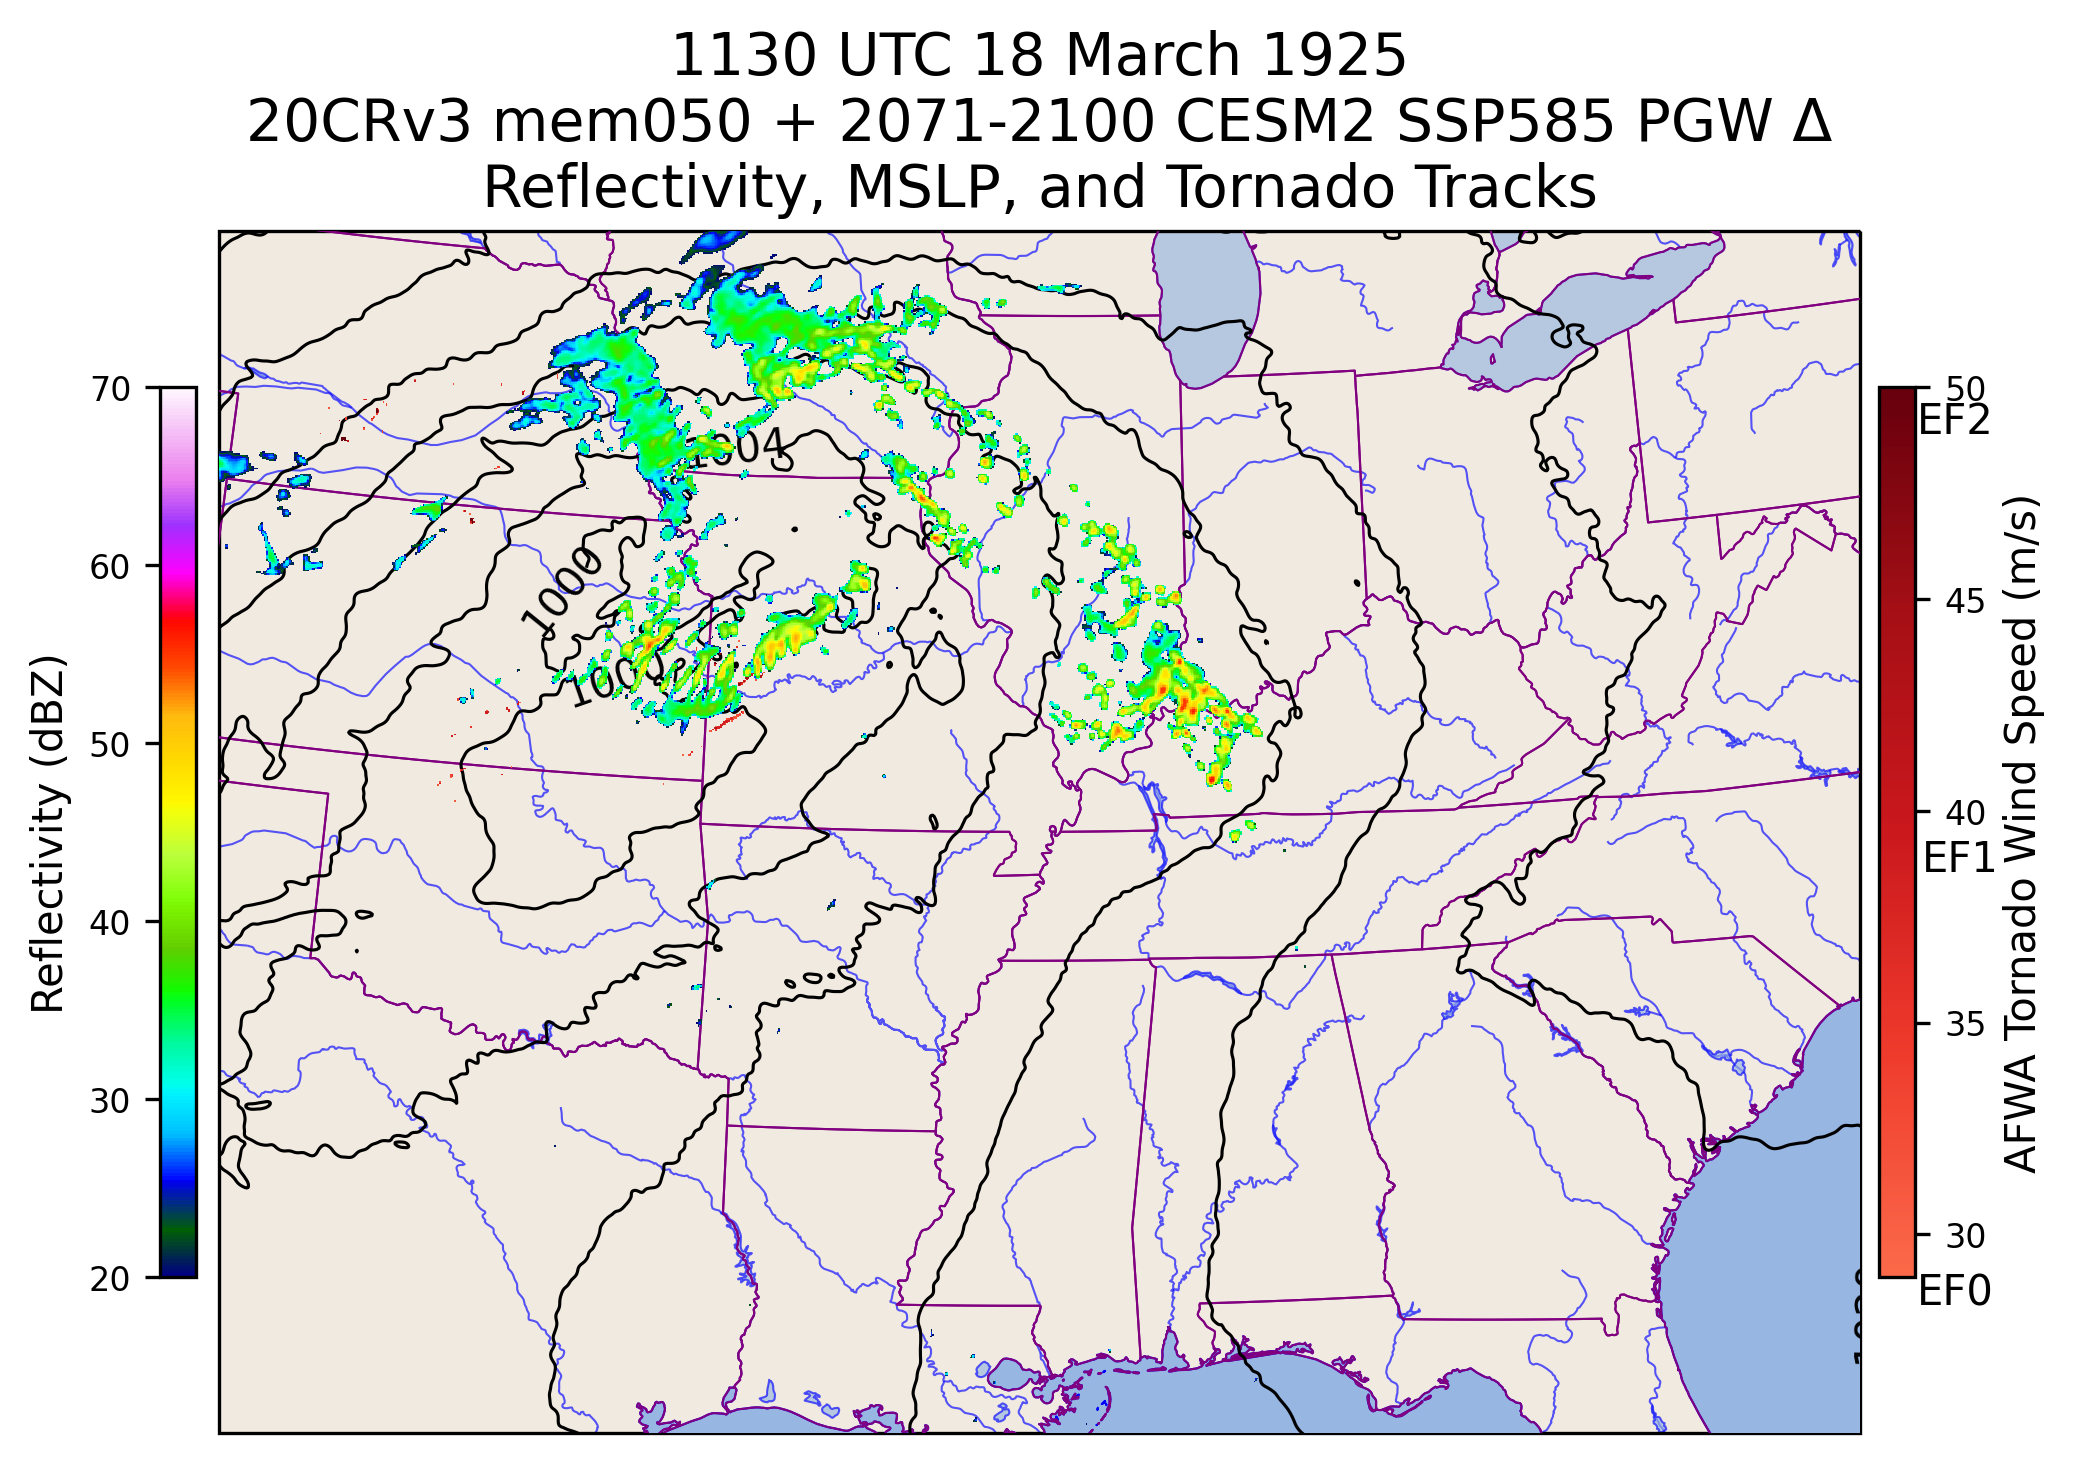 1130 UTC 18 March 1925
20CRv3 mem050 + 2071-2100 CESM2 SSP585 PGW Δ
Reflectivity, MSLP, and Tornado Tracks
Reflectivity (dBZ)
70
60
50
40
30
20
1004
1000
1000
50
EF2
45
40
EF1
35
30
EF0
AFWA Tornado Wind Speed (m/s)